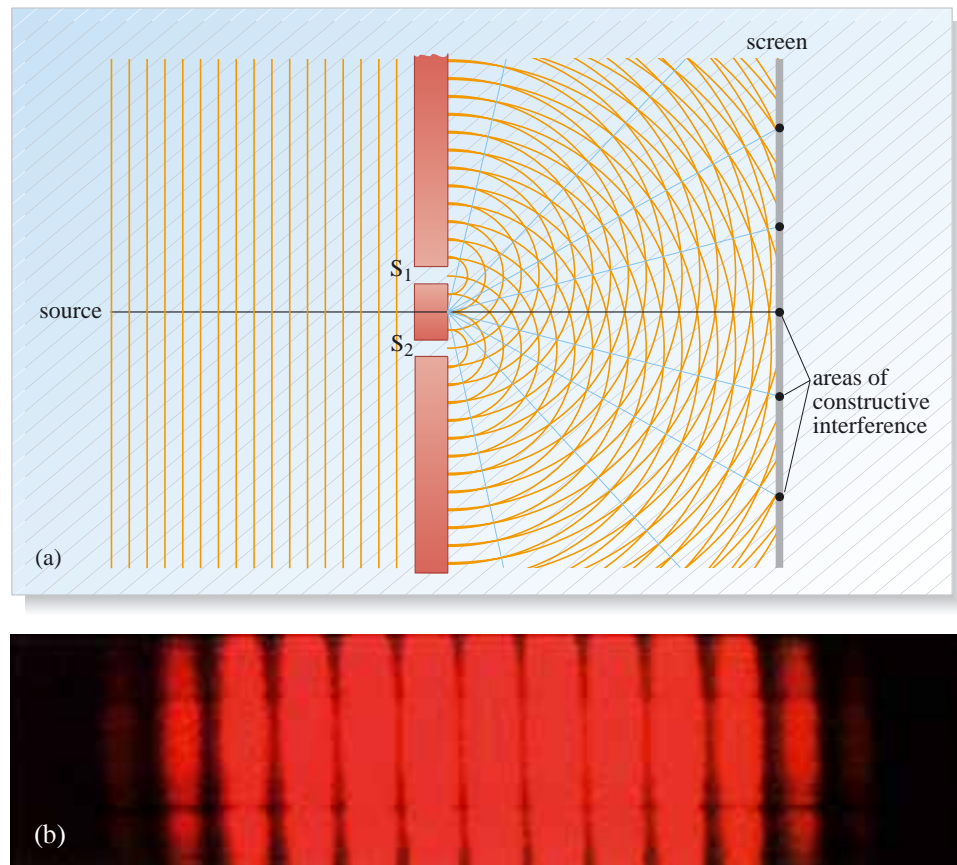 screen
S1
source
S2
areas of
constructive
interference
(a)
(b)